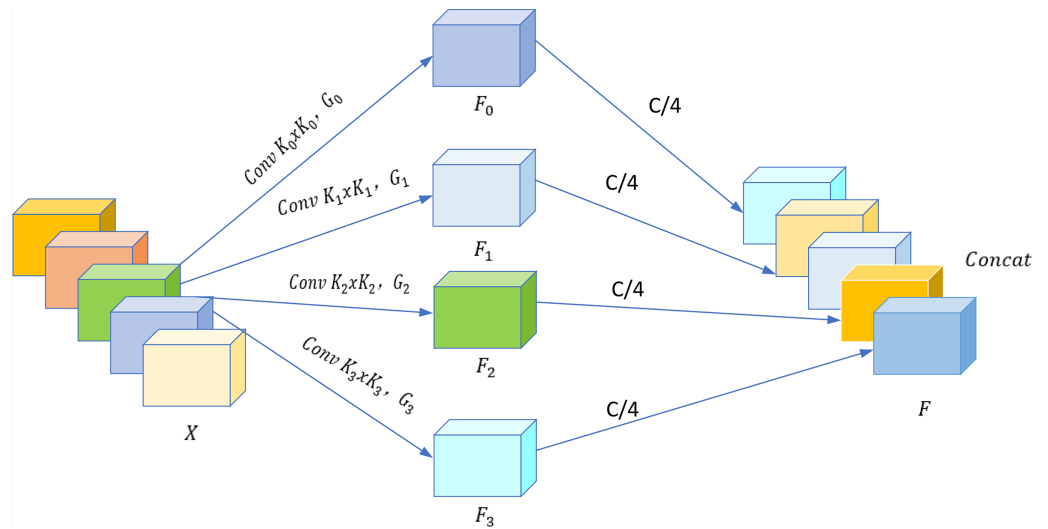 F₀
C/4
Conv K₀xK₀, G₀
Conv K₁xK₁, G₁
C/4
F₁
Concat
Conv K₂xK₂, G₂
C/4
F₂
Conv K₃xK₃, G₃
C/4
X
F
F₃